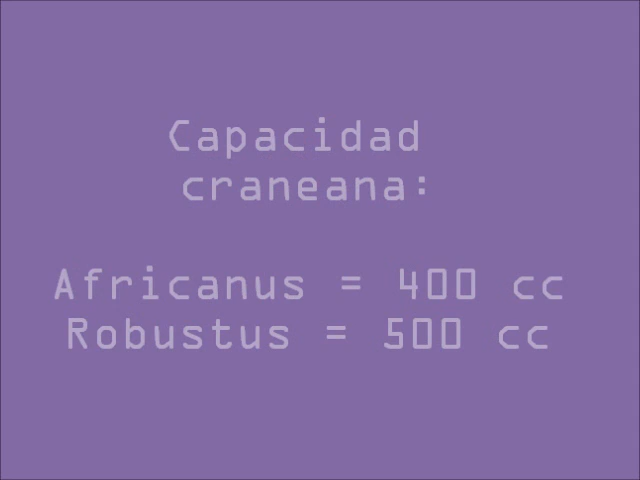 Capacidad
craneana:
Africanus = 400 cc
Robustus = 500 cc